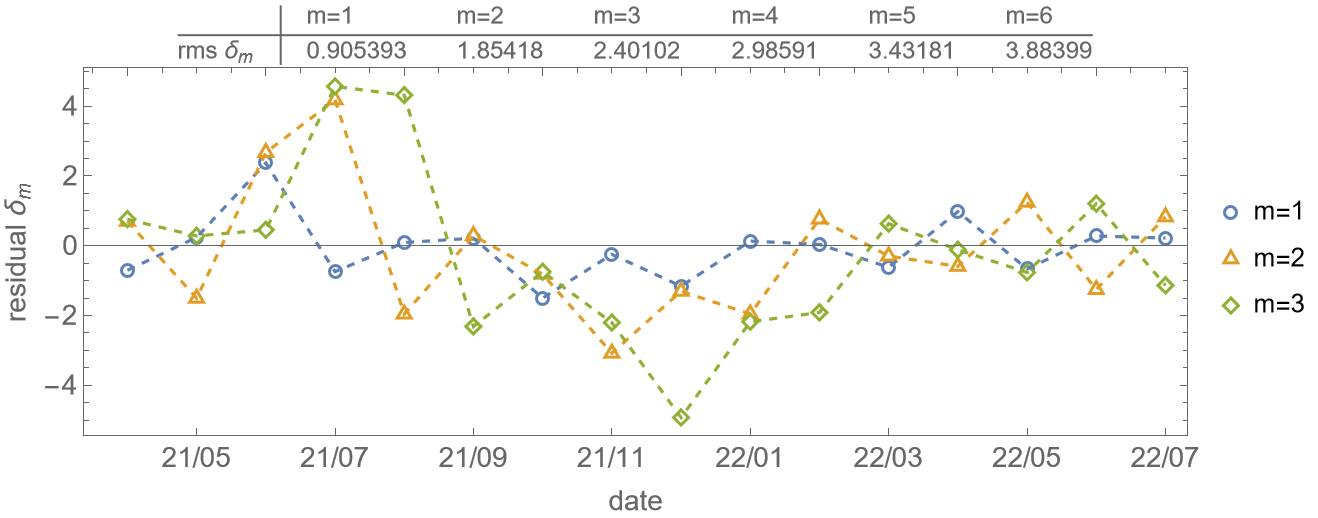 m=1 m=2 m=3 m=4 m=5 m=6
rms δm 0.905393 1.85418 2.40102 2.98591 3.43181 3.88399
residual δm
4
2
0
−2
−4
21/05 21/07 21/09 21/11 22/01 22/03 22/05 22/07
date
m=1
m=2
m=3